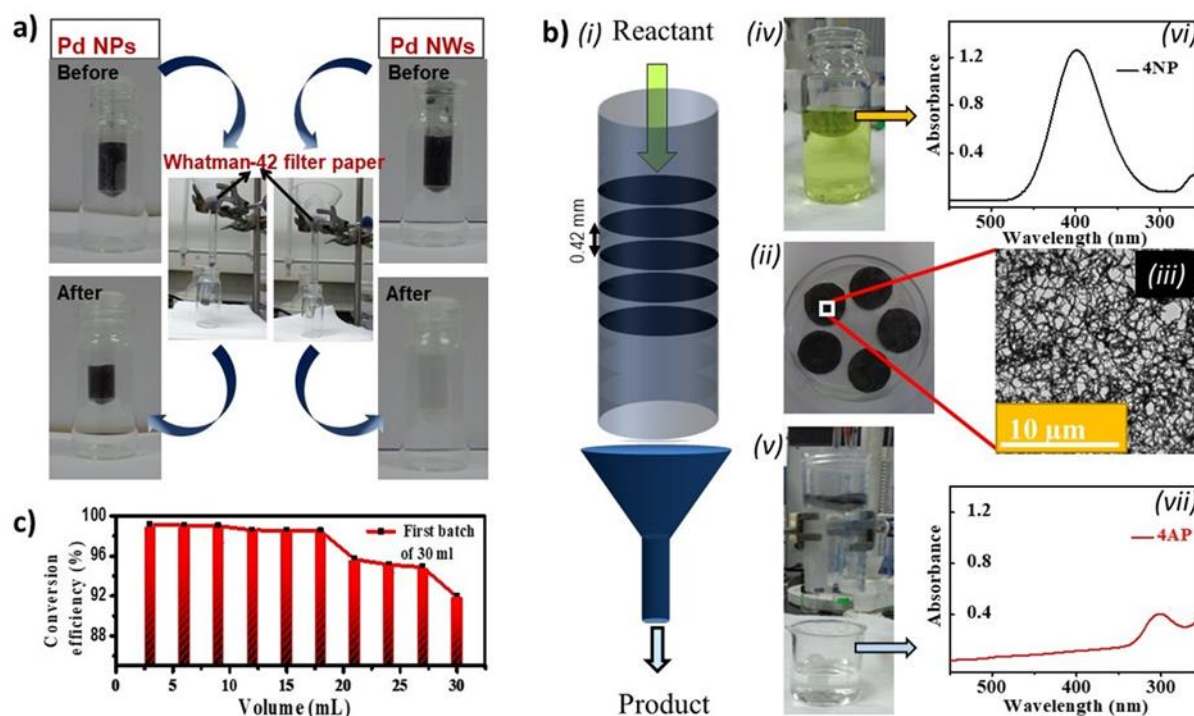 a)
Pd NPs
Before
Pd NWs
Before
Whatman-42 filter paper
After
After
b) (i) Reactant
0.42 mm
Product
(ii)
(iii)
10 µm
(iv)
(v)
(vi)
4NP
Absorbance
1.2
0.8
0.4
500 400 300
Wavelength (nm)
(vii)
4AP
Absorbance
1.2
0.8
0.4
500 400 300
Wavelength (nm)
c)
Conversion
efficiency (%)
100
96
92
88
First batch
of 30 ml
0 5 10 15 20 25 30
Volume (mL)